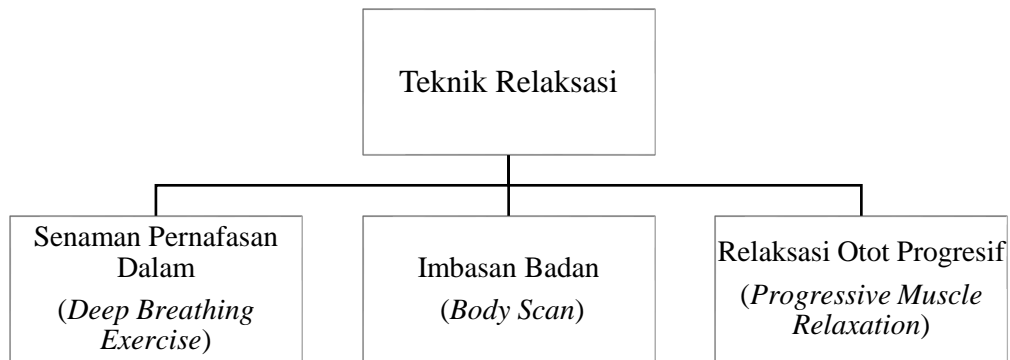 Teknik Relaksasi
Senaman Pernafasan
Dalam
(Deep Breathing
Exercise)
Imbasan Badan
(Body Scan)
Relaksasi Otot Progresif
(Progressive Muscle
Relaxation)